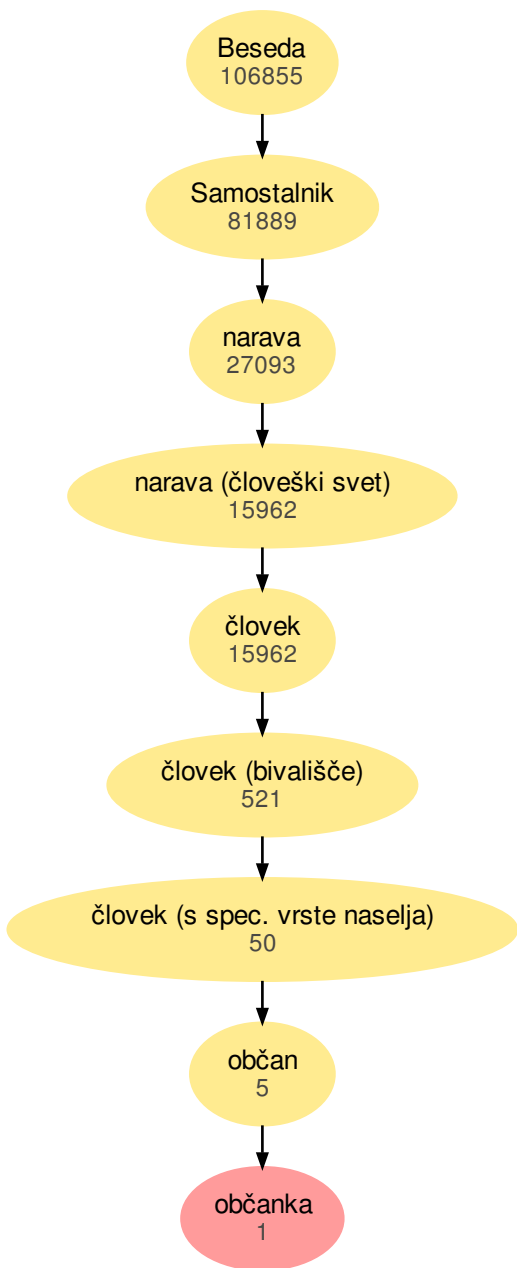 Beseda
106855
Samostalnik
81889
narava
27093
narava (človeški svet)
15962
človek
15962
človek (bivališče)
521
človek (s spec. vrste naselja)
50
občan
5
občanka
1